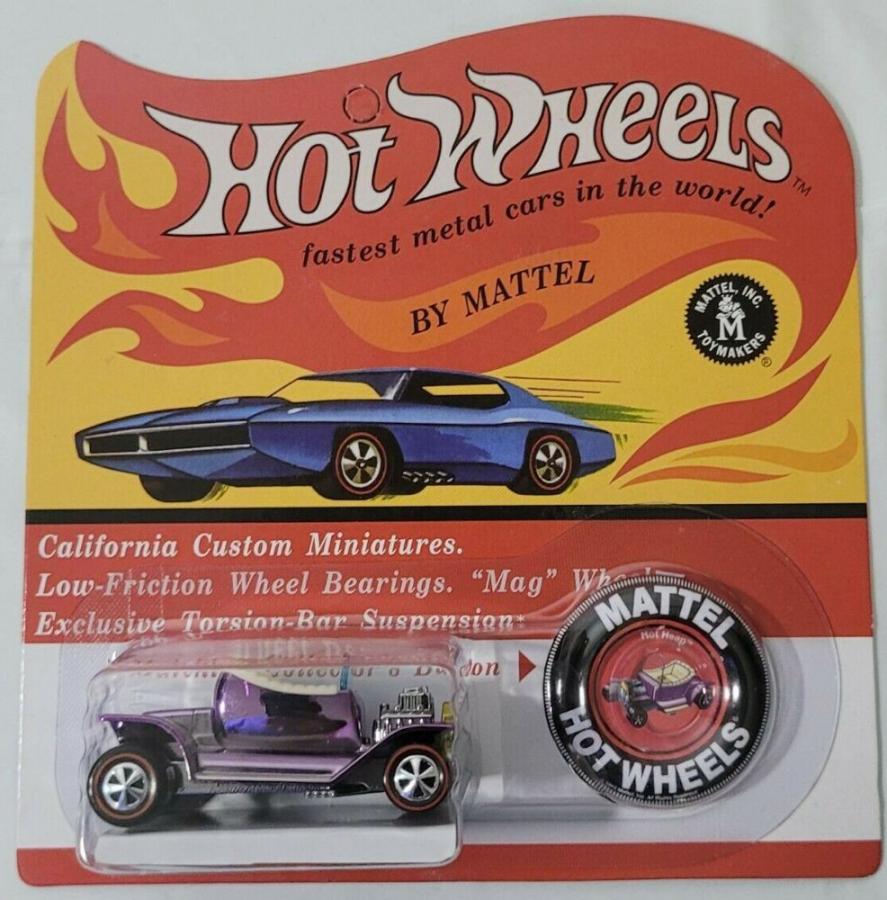 HOT WHEELS™
fastest metal cars in the world!
BY MATTEL
MATTEL, INC.
M
TOYMAKERS
®
California Custom Miniatures.
Low-Friction Wheel Bearings. “Mag”
Exclusive Torsion-Bar Suspension
MATTEL
Hot Heap™
HOT WHEELS